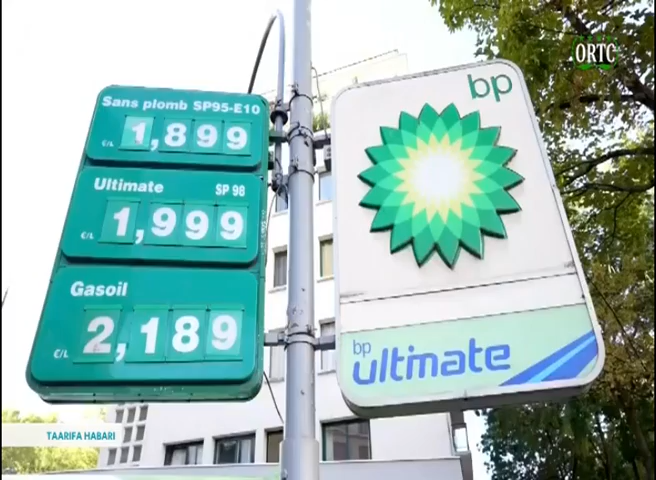 ORTC
bp
Sans plomb SP95-E10
€/L 1,899
Ultimate SP 98
€/L 1,999
Gasoil
€/L 2,189
bp
ultimate
TAARIFA HABARI